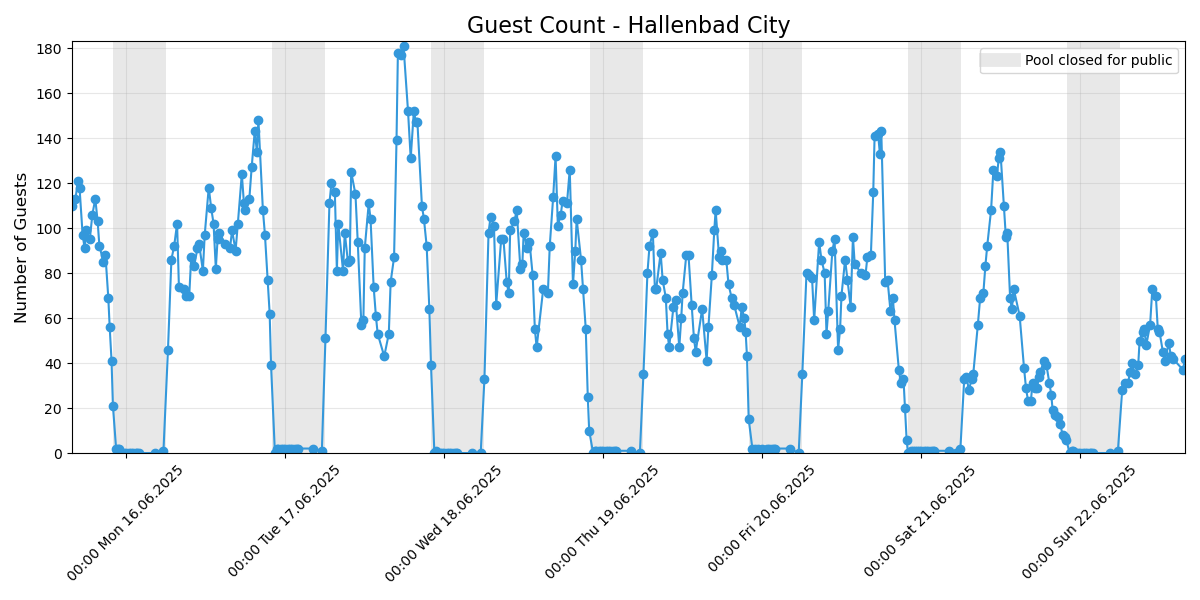 Guest Count - Hallenbad City
Pool closed for public
Number of Guests
180
160
140
120
100
80
60
40
20
0
00:00 Mon 16.06.2025
00:00 Tue 17.06.2025
00:00 Wed 18.06.2025
00:00 Thu 19.06.2025
00:00 Fri 20.06.2025
00:00 Sat 21.06.2025
00:00 Sun 22.06.2025